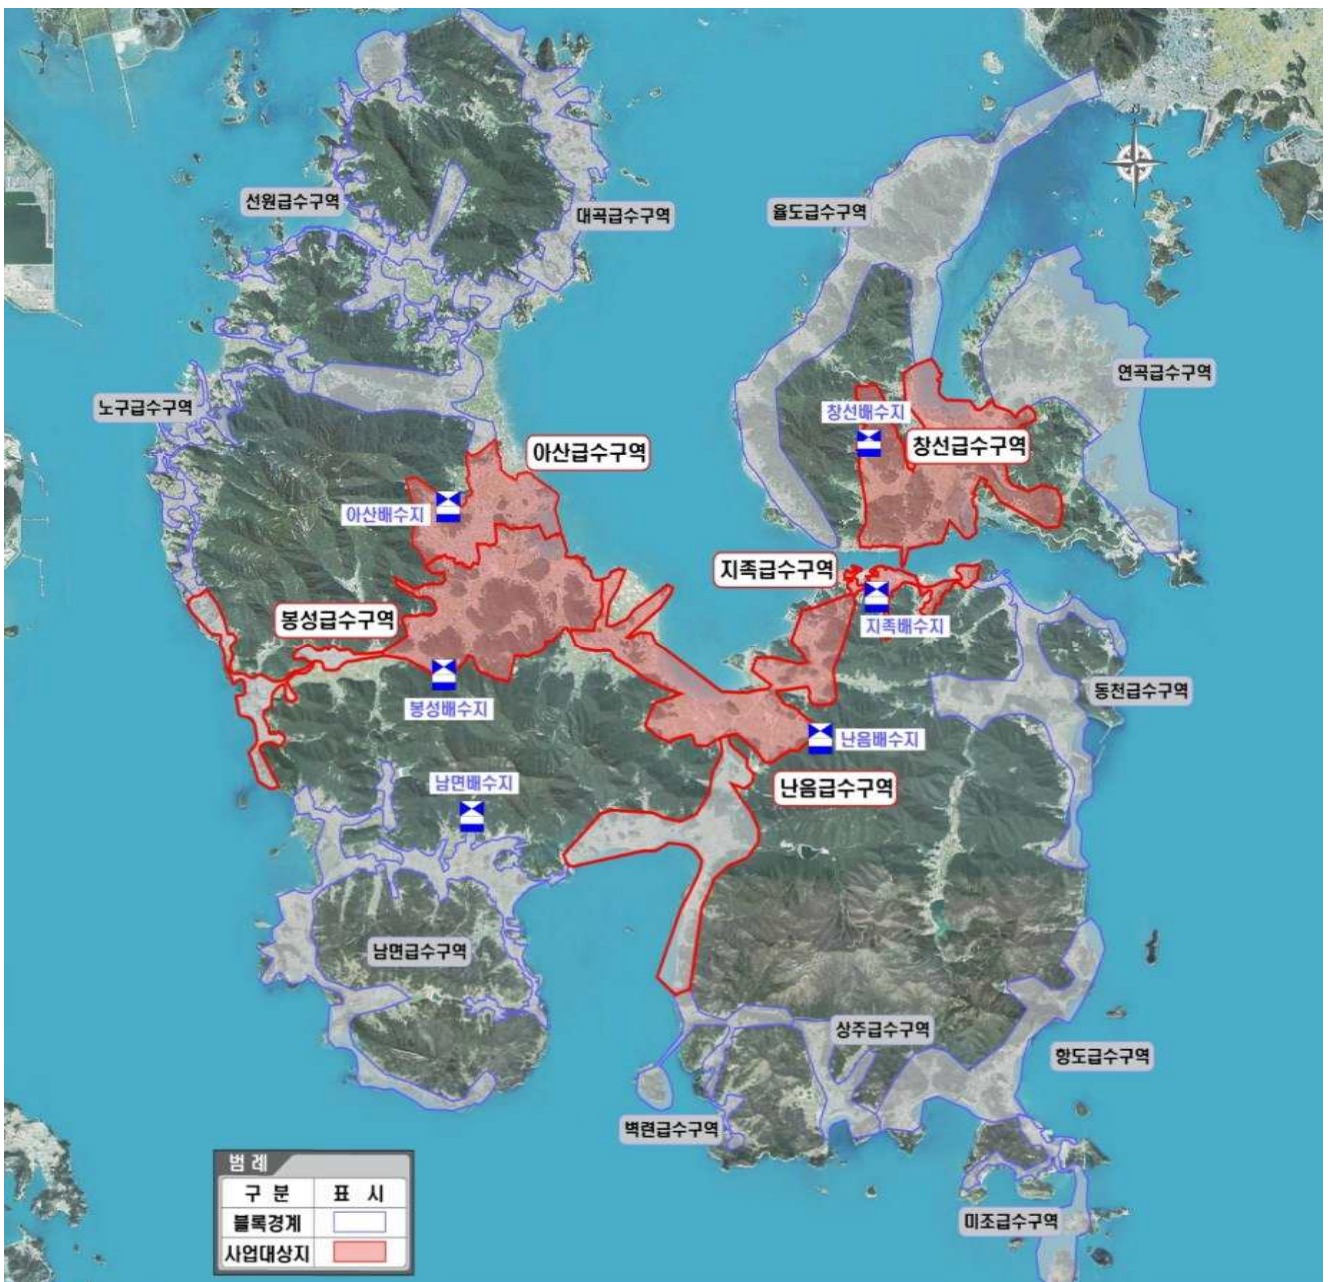 선원급수구역
대곡급수구역
율도급수구역
연곡급수구역
노구급수구역
창선배수지
창선급수구역
아산급수구역
아산배수지
지족급수구역
봉성급수구역
지족배수지
동천급수구역
봉성배수지
난음배수지
남면배수지
난음급수구역
남면급수구역
상주급수구역
항도급수구역
벽련급수구역
미조급수구역
범 례
구 분 표 시
블록경계
사업대상지